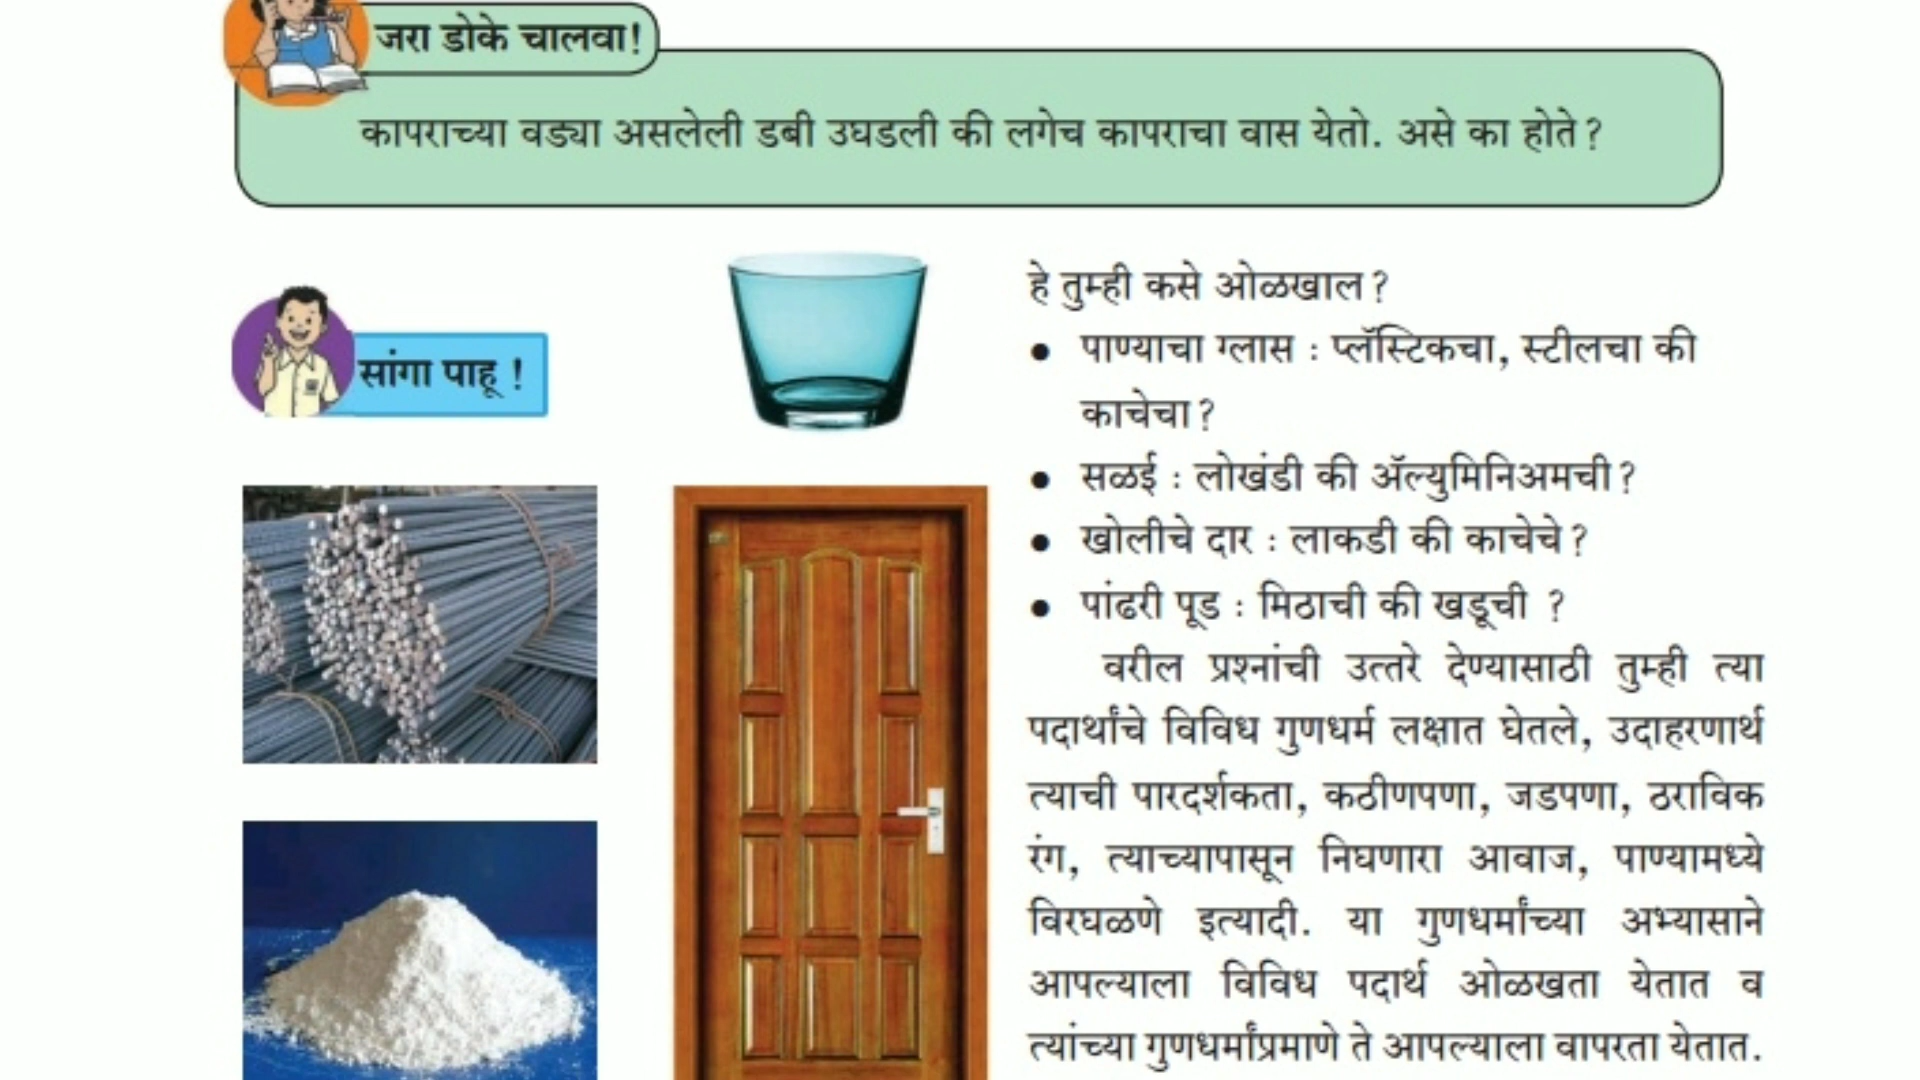 जरा डोके चालवा!
कापराच्या वड्या असलेली डबी उघडली की लगेच कापराचा वास येतो. असे का होते?
सांगा पाहू !
हे तुम्ही कसे ओळखाल?
• पाण्याचा ग्लास : प्लॅस्टिकचा, स्टीलचा की
काचेचा?
• सळई : लोखंडी की ॲल्युमिनिअमची?
• खोलीचे दार : लाकडी की काचेचे?
• पांढरी पूड : मिठाची की खडूची ?
वरील प्रश्नांची उत्तरे देण्यासाठी तुम्ही त्या
पदार्थांचे विविध गुणधर्म लक्षात घेतले, उदाहरणार्थ
त्याची पारदर्शकता, कठीणपणा, जडपणा, ठराविक
रंग, त्याच्यापासून निघणारा आवाज, पाण्यामध्ये
विरघळणे इत्यादी. या गुणधर्मांच्या अभ्यासाने
आपल्याला विविध पदार्थ ओळखता येतात व
त्यांच्या गुणधर्मांप्रमाणे ते आपल्याला वापरता येतात.